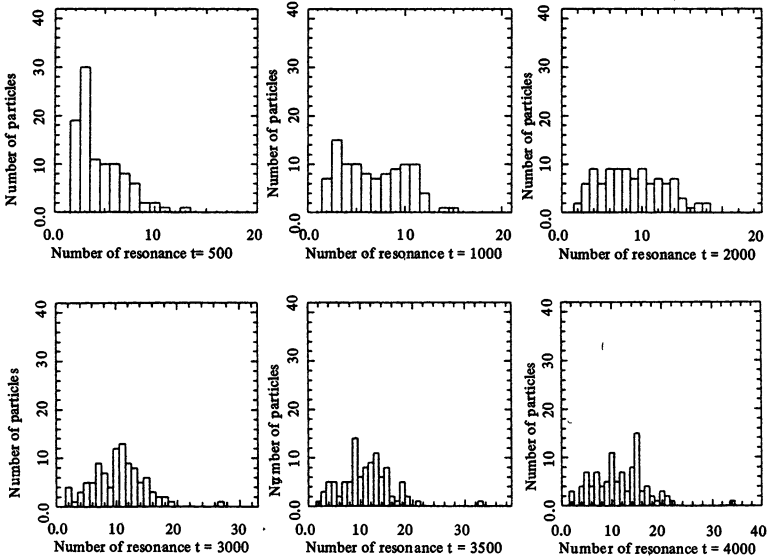 40
30
20
10
0.0
Number of particles
0.0 10 20
Number of resonance t= 500
40
30
20
10
0.0
Number of particles
0.0 10 20
Number of resonance t = 1000
40
30
20
10
0.0
Number of particles
0.0 10 20
Number of resonance t = 2000
40
30
20
10
0.0
Number of particles
0.0 10 20 30
Number of resonance t = 3000
40
30
20
10
0.0
Number of particles
0.0 10 20 30
Number of resonance t = 3500
40
30
20
10
0.0
Number of particles
0.0 10 20 30 40
Number of resonance t = 4000